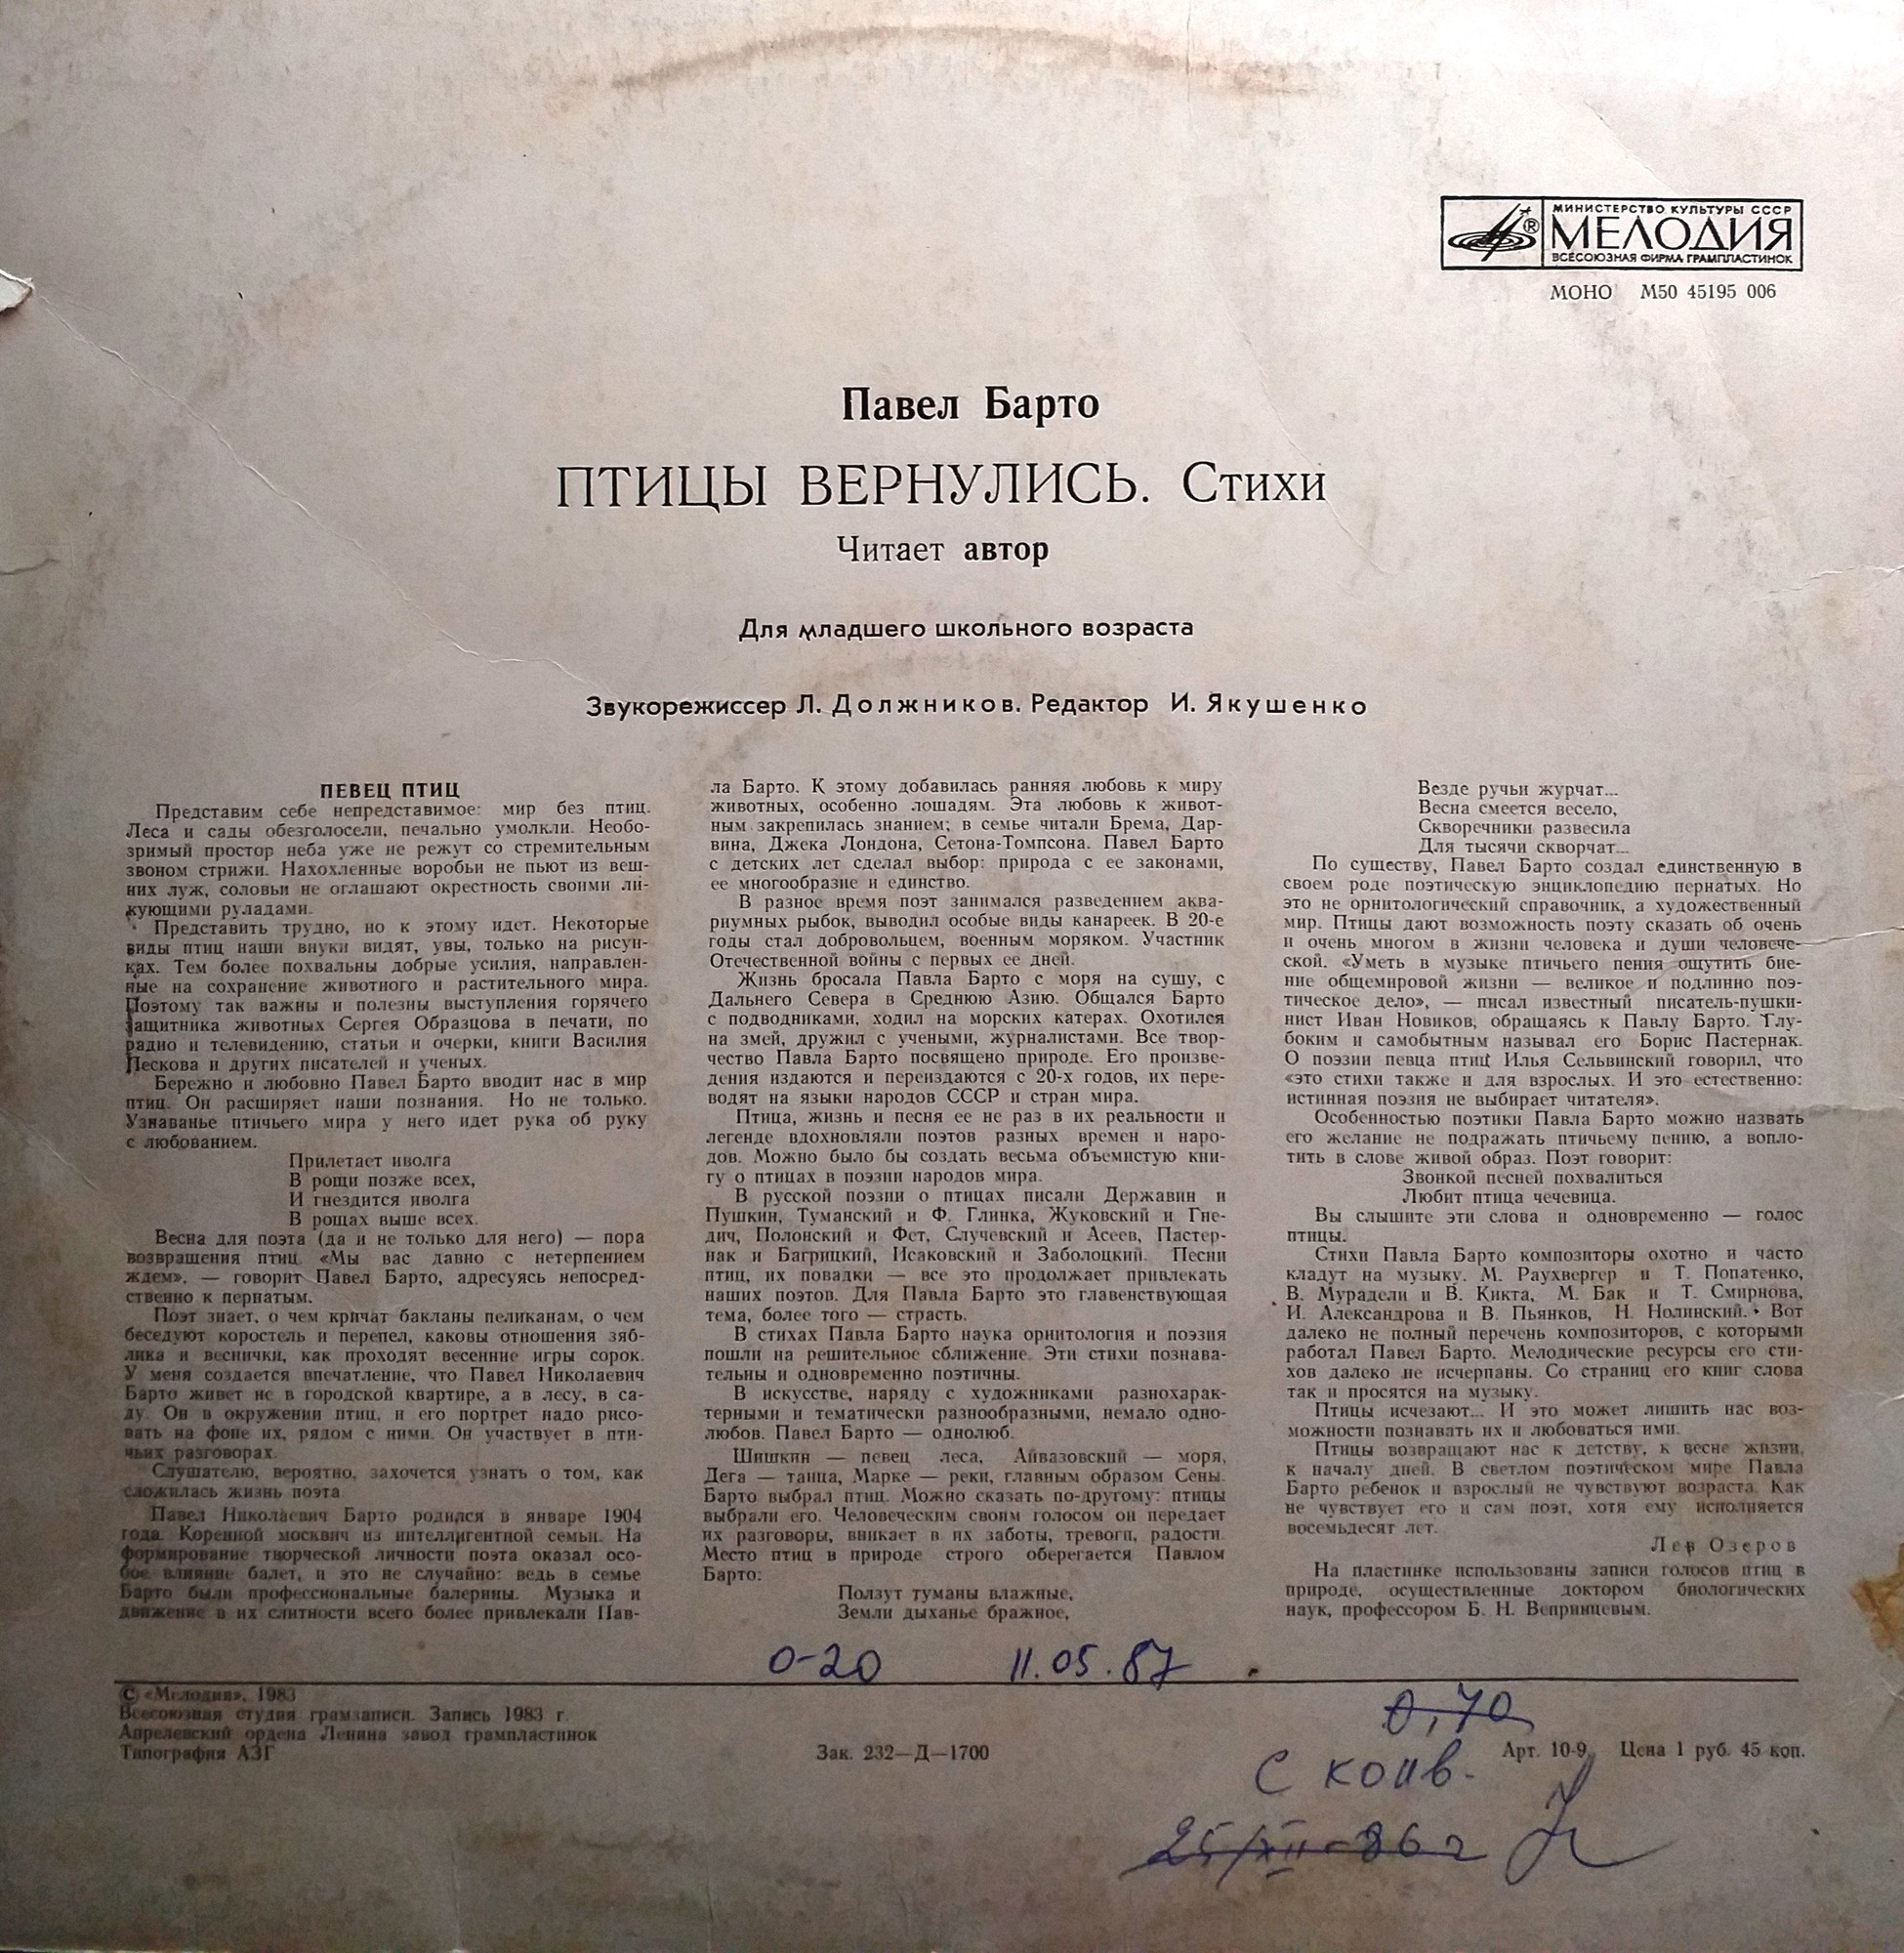 МИНИСТЕРСТВО КУЛЬТУРЫ СССР
МЕЛОДИЯ
ВСЕСОЮЗНАЯ ФИРМА ГРАМПЛАСТИНОК
®
МОНО М50 45195 006
Павел Барто
ПТИЦЫ ВЕРНУЛИСЬ. Стихи
Читает автор
Для младшего школьного возраста
Звукорежиссер Л. Должников. Редактор И. Якушенко
ПЕВЕЦ ПТИЦ
Представим себе непредставимое: мир без птиц.
Леса и сады обезголосели, печально умолкли. Необо-
зримый простор неба уже не режут со стремительным
звоном стрижи. Нахохленные воробьи не пьют из веш-
них луж, соловьи не оглашают окрестность своими ли-
кующими руладами.
Представить трудно, но к этому идет. Некоторые
виды птиц наши внуки видят, увы, только на рисун-
ках. Тем более похвальны добрые усилия, направлен-
ные на сохранение животного и растительного мира.
Поэтому так важны и полезны выступления горячего
защитника животных Сергея Образцова в печати, по
радио и телевидению, статьи и очерки, книги Василия
Пескова и других писателей и ученых.
Бережно и любовно Павел Барто вводит нас в мир
птиц. Он расширяет наши познания. Но не только.
Узнаванье птичьего мира у него идет рука об руку
с любованием.
Прилетает иволга
В рощи позже всех,
И гнездится иволга
В рощах выше всех.
Весна для поэта (да и не только для него) — пора
возвращения птиц. «Мы вас давно с нетерпением
ждем», — говорит Павел Барто, адресуясь непосред-
ственно к пернатым.
Поэт знает, о чем кричат бакланы пеликанам, о чем
беседуют коростель и перепел, каковы отношения зяб-
лика и веснички, как проходят весенние игры сорок.
У меня создается впечатление, что Павел Николаевич
Барто живет не в городской квартире, а в лесу, в са-
ду. Он в окружении птиц, и его портрет надо рисо-
вать на фоне их, рядом с ними. Он участвует в пти-
чьих разговорах.
Слушателю, вероятно, захочется узнать о том, как
сложилась жизнь поэта.
Павел Николаевич Барто родился в январе 1904
года. Коренной москвич из интеллигентной семьи. На
формирование творческой личности поэта оказал осо-
бое влияние балет, и это не случайно: ведь в семье
Барто были профессиональные балерины. Музыка и
движение в их слитности всего более привлекали Пав-
ла Барто. К этому добавилась ранняя любовь к миру
животных, особенно лошадям. Эта любовь к живот-
ным закрепилась знанием; в семье читали Брема, Дар-
вина, Джека Лондона, Сетона-Томпсона. Павел Барто
с детских лет сделал выбор: природа с ее законами,
ее многообразие и единство.
В разное время поэт занимался разведением аква-
риумных рыбок, выводил особые виды канареек. В 20-е
годы стал добровольцем, военным моряком. Участник
Отечественной войны с первых ее дней.
Жизнь бросала Павла Барто с моря на сушу, с
Дальнего Севера в Среднюю Азию. Общался Барто
с подводниками, ходил на морских катерах. Охотился
на змей, дружил с учеными, журналистами. Все твор-
чество Павла Барто посвящено природе. Его произве-
дения издаются и переиздаются с 20-х годов, их пере-
водят на языки народов СССР и стран мира.
Птица, жизнь и песня ее не раз в их реальности и
легенде вдохновляли поэтов разных времен и наро-
дов. Можно было бы создать весьма объемистую кни-
гу о птицах в поэзии народов мира.
В русской поэзии о птицах писали Державин и
Пушкин, Туманский и Ф. Глинка, Жуковский и Гне-
дич, Полонский и Фет, Случевский и Асеев, Пастер-
нак и Багрицкий, Исаковский и Заболоцкий. Песни
птиц, их повадки — все это продолжает привлекать
наших поэтов. Для Павла Барто это главенствующая
тема, более того — страсть.
В стихах Павла Барто наука орнитология и поэзия
пошли на решительное сближение. Эти стихи познава-
тельны и одновременно поэтичны.
В искусстве, наряду с художниками разнохарак-
терными и тематически разнообразными, немало одно-
любов. Павел Барто — однолюб.
Шишкин — певец леса, Айвазовский — моря,
Дега — танца, Марке — реки, главным образом Сены.
Барто выбрал птиц. Можно сказать по-другому: птицы
выбрали его. Человеческим своим голосом он передает
их разговоры, вникает в их заботы, тревоги, радости.
Место птиц в природе строго оберегается Павлом
Барто:
Ползут туманы влажные,
Земли дыханье бражное,
Везде ручьи журчат...
Весна смеется весело,
Скворечники развесила
Для тысячи скворчат...
По существу, Павел Барто создал единственную в
своем роде поэтическую энциклопедию пернатых. Но
это не орнитологический справочник, а художественный
мир. Птицы дают возможность поэту сказать об очень
и очень многом в жизни человека и души человече-
ской. «Уметь в музыке птичьего пения ощутить бие-
ние общемировой жизни — великое и подлинно поэ-
тическое дело», — писал известный писатель-пушки-
нист Иван Новиков, обращаясь к Павлу Барто. Глу-
боким и самобытным называл его Борис Пастернак.
О поэзии певца птиц Илья Сельвинский говорил, что
«это стихи также и для взрослых. И это естественно:
истинная поэзия не выбирает читателя».
Особенностью поэтики Павла Барто можно назвать
его желание не подражать птичьему пению, а вопло-
тить в слове живой образ. Поэт говорит:
Звонкой песней похвалиться
Любит птица чечевица.
Вы слышите эти слова и одновременно — голос
птицы.
Стихи Павла Барто композиторы охотно и часто
кладут на музыку. М. Раухвергер и Т. Попатенко,
В. Мурадели и В. Кикта, М. Бак и Т. Смирнова,
И. Александрова и В. Пьянков, Н. Нолинский. Вот
далеко не полный перечень композиторов, с которыми
работал Павел Барто. Мелодические ресурсы его сти-
хов далеко не исчерпаны. Со страниц его книг слова
так и просятся на музыку.
Птицы исчезают... И это может лишить нас воз-
можности познавать их и любоваться ими.
Птицы возвращают нас к детству, к весне жизни,
к началу дней. В светлом поэтическом мире Павла
Барто ребенок и взрослый не чувствуют возраста. Как
не чувствует его и сам поэт, хотя ему исполняется
восемьдесят лет.
Лев Озеров
На пластинке использованы записи голосов птиц в
природе, осуществленные доктором биологических
наук, профессором Б. Н. Вепринцевым.
0-20 11.05.87
© «Мелодия», 1983
Всесоюзная студия грамзаписи. Запись 1983 г.
Апрелевский ордена Ленина завод грампластинок
Типография АЗГ
Зак. 232—Д—1700
0,70
Арт. 10-9. Цена 1 руб. 45 коп.
с конв.
25/XII-86 г